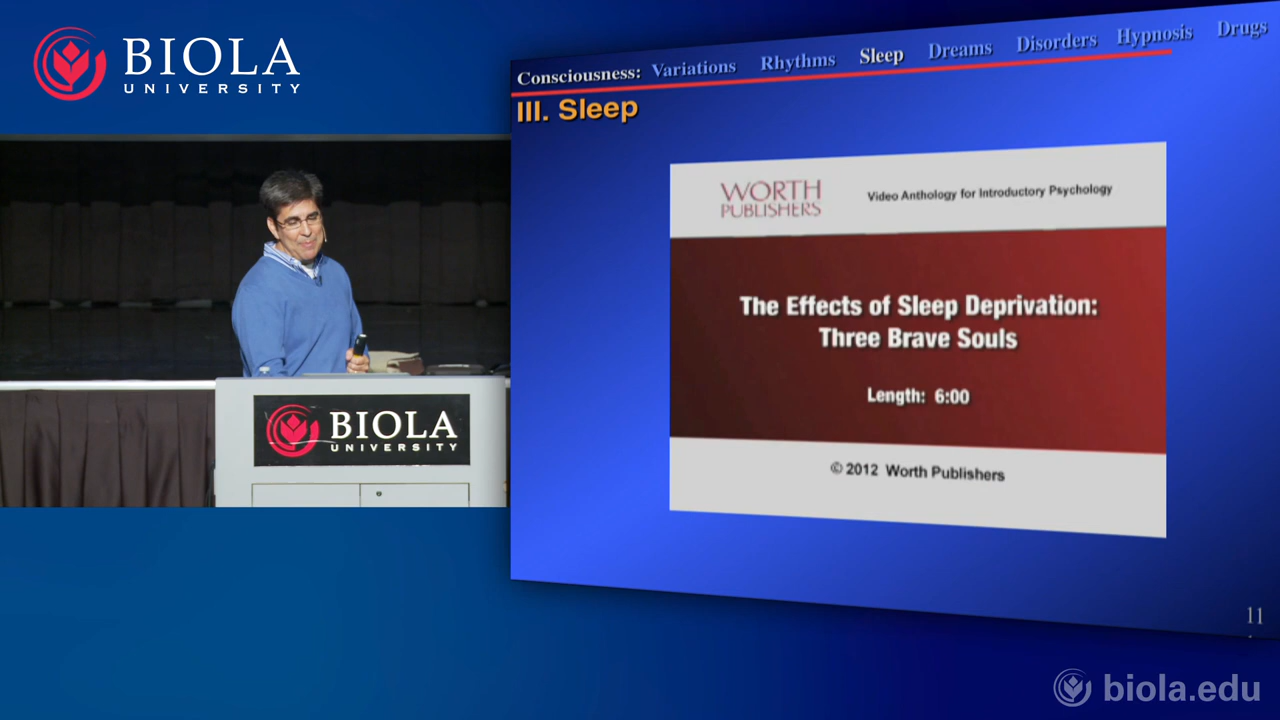 BIOLA
UNIVERSITY
Consciousness: Variations Rhythms Sleep Dreams Disorders Hypnosis Drugs
III. Sleep
WORTH
PUBLISHERS
Video Anthology for Introductory Psychology
The Effects of Sleep Deprivation:
Three Brave Souls
Length: 6:00
© 2012 Worth Publishers
BIOLA
UNIVERSITY
11
biola.edu